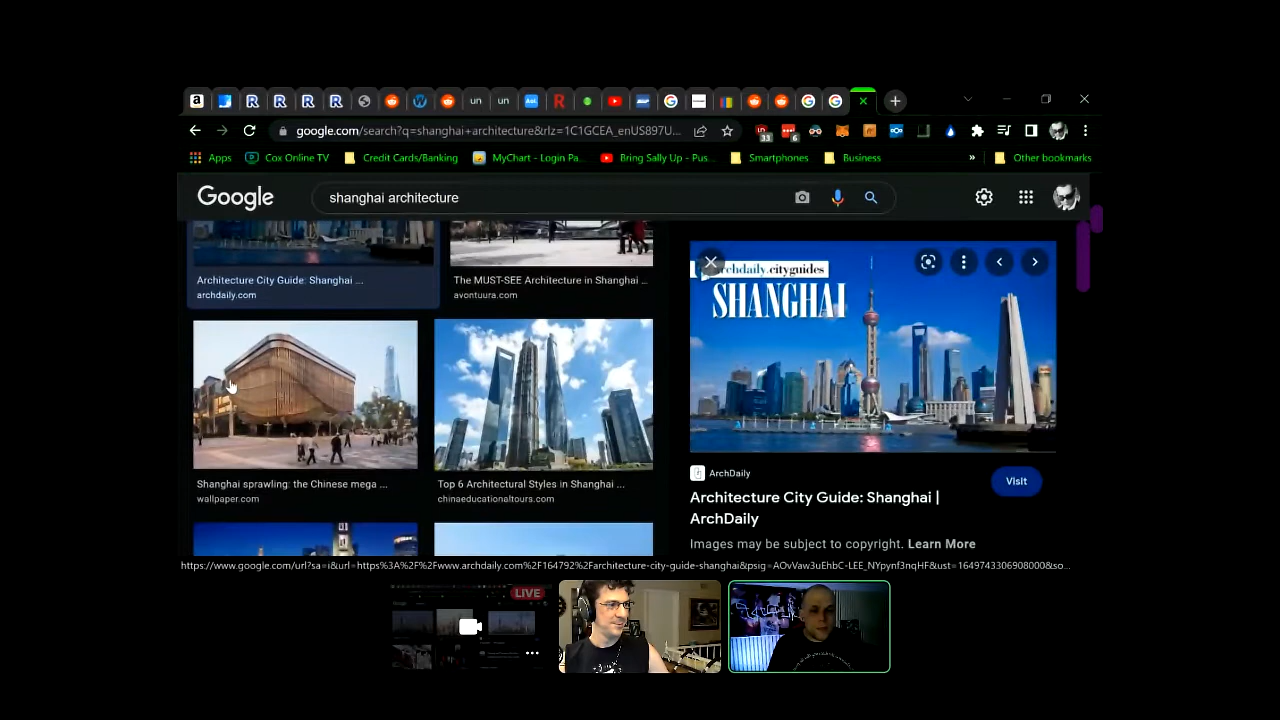 a
R
R
R
R
W
un
un
Aol.
R
G
G
G
google.com/search?q=shanghai+architecture&rlz=1C1GCEA_enUS897U...
33
6
Apps
Cox Online TV
Credit Cards/Banking
MyChart - Login Pa...
Bring Sally Up - Pus...
Smartphones
Business
»
Other bookmarks
Google
shanghai architecture
Architecture City Guide: Shanghai ...
archdaily.com
The MUST-SEE Architecture in Shanghai ...
avontuura.com
archdaily.cityguides
SHANGHAI
Shanghai sprawling: the Chinese mega ...
wallpaper.com
Top 6 Architectural Styles in Shanghai ...
chinaeducationaltours.com
ArchDaily
Architecture City Guide: Shanghai |
ArchDaily
Visit
Images may be subject to copyright. Learn More
https://www.google.com/url?sa=i&url=https%3A%2F%2Fwww.archdaily.com%2F164792%2Farchitecture-city-guide-shanghai&psig=AOvVaw3uEhbC-LEE_NYpynf3nqHF&ust=1649743306908000&so...
LIVE